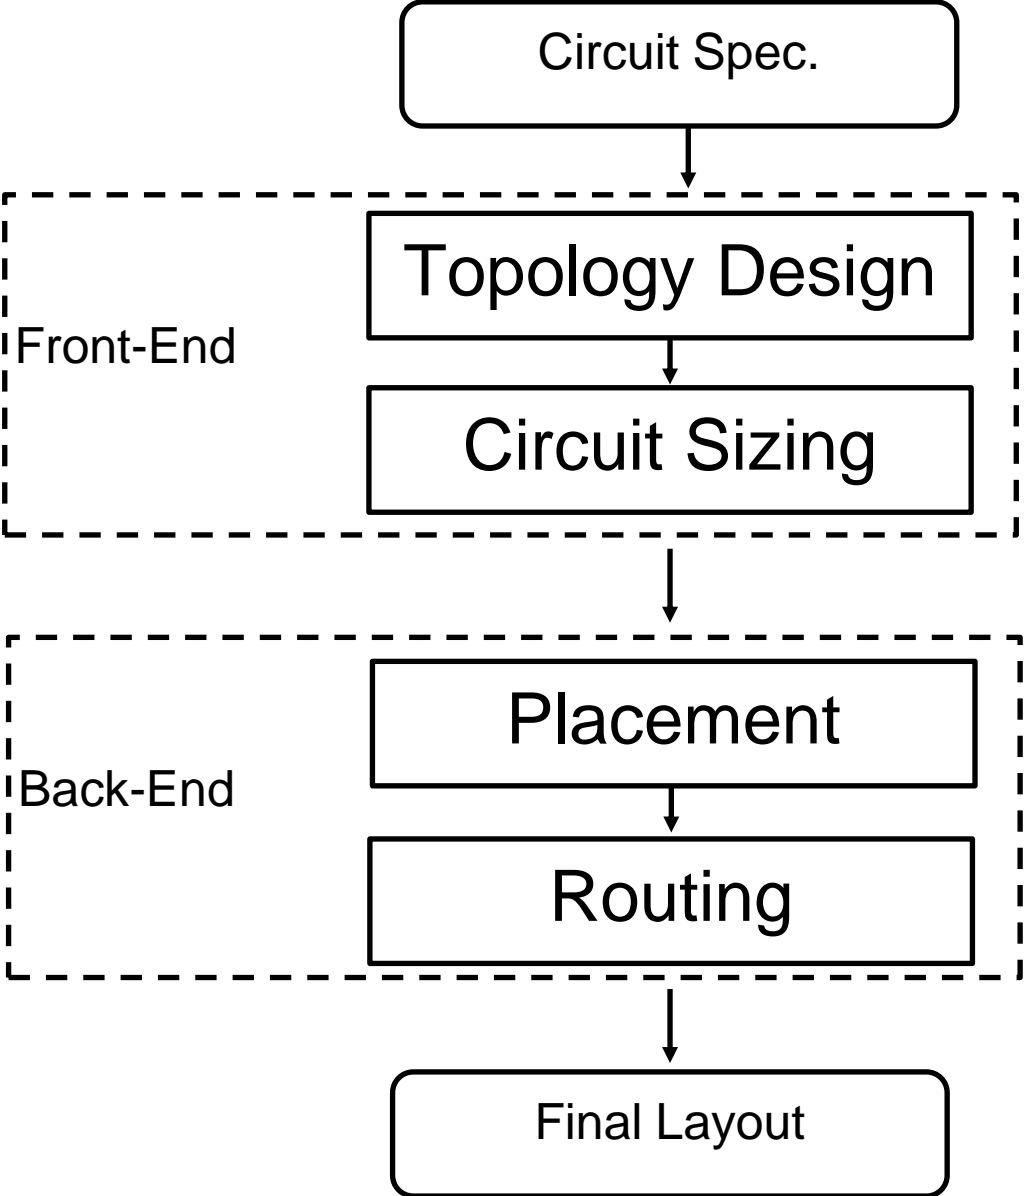 Circuit Spec.
Topology Design
Front-End
Circuit Sizing
Placement
Back-End
Routing
Final Layout